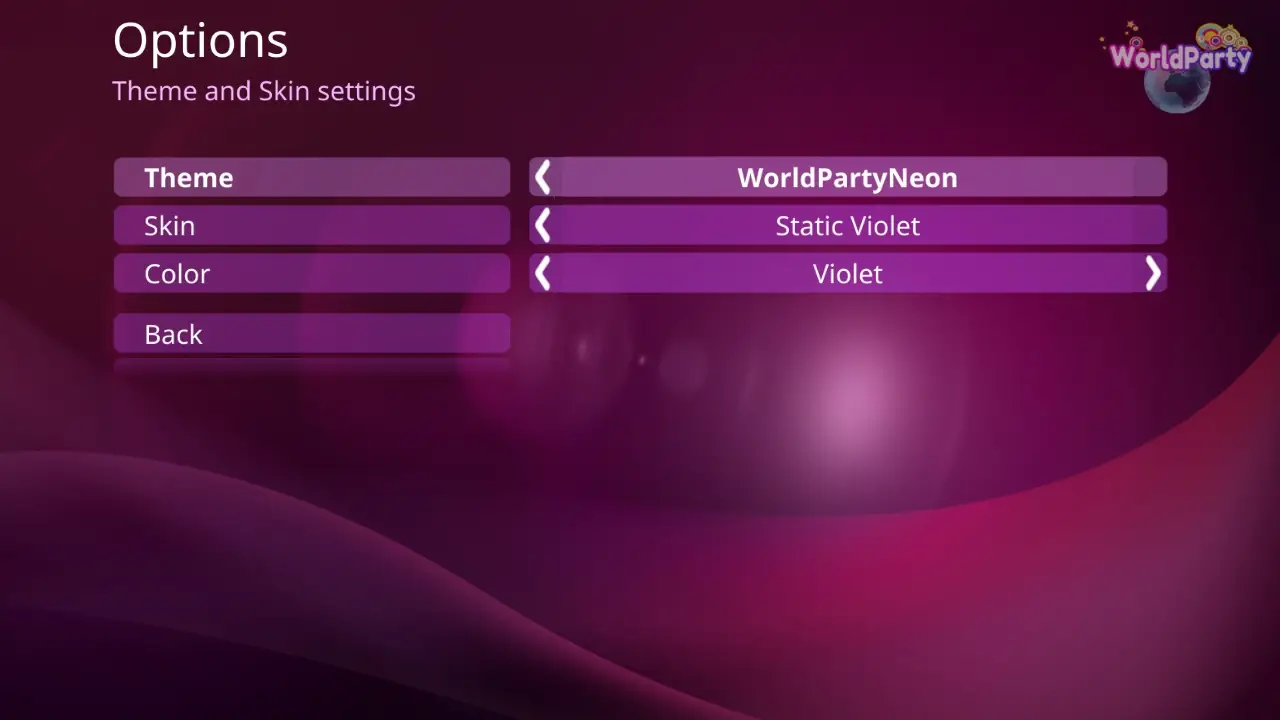 Options
WorldParty
Theme and Skin settings
Theme
WorldPartyNeon
Skin
Static Violet
Color
Violet
Back